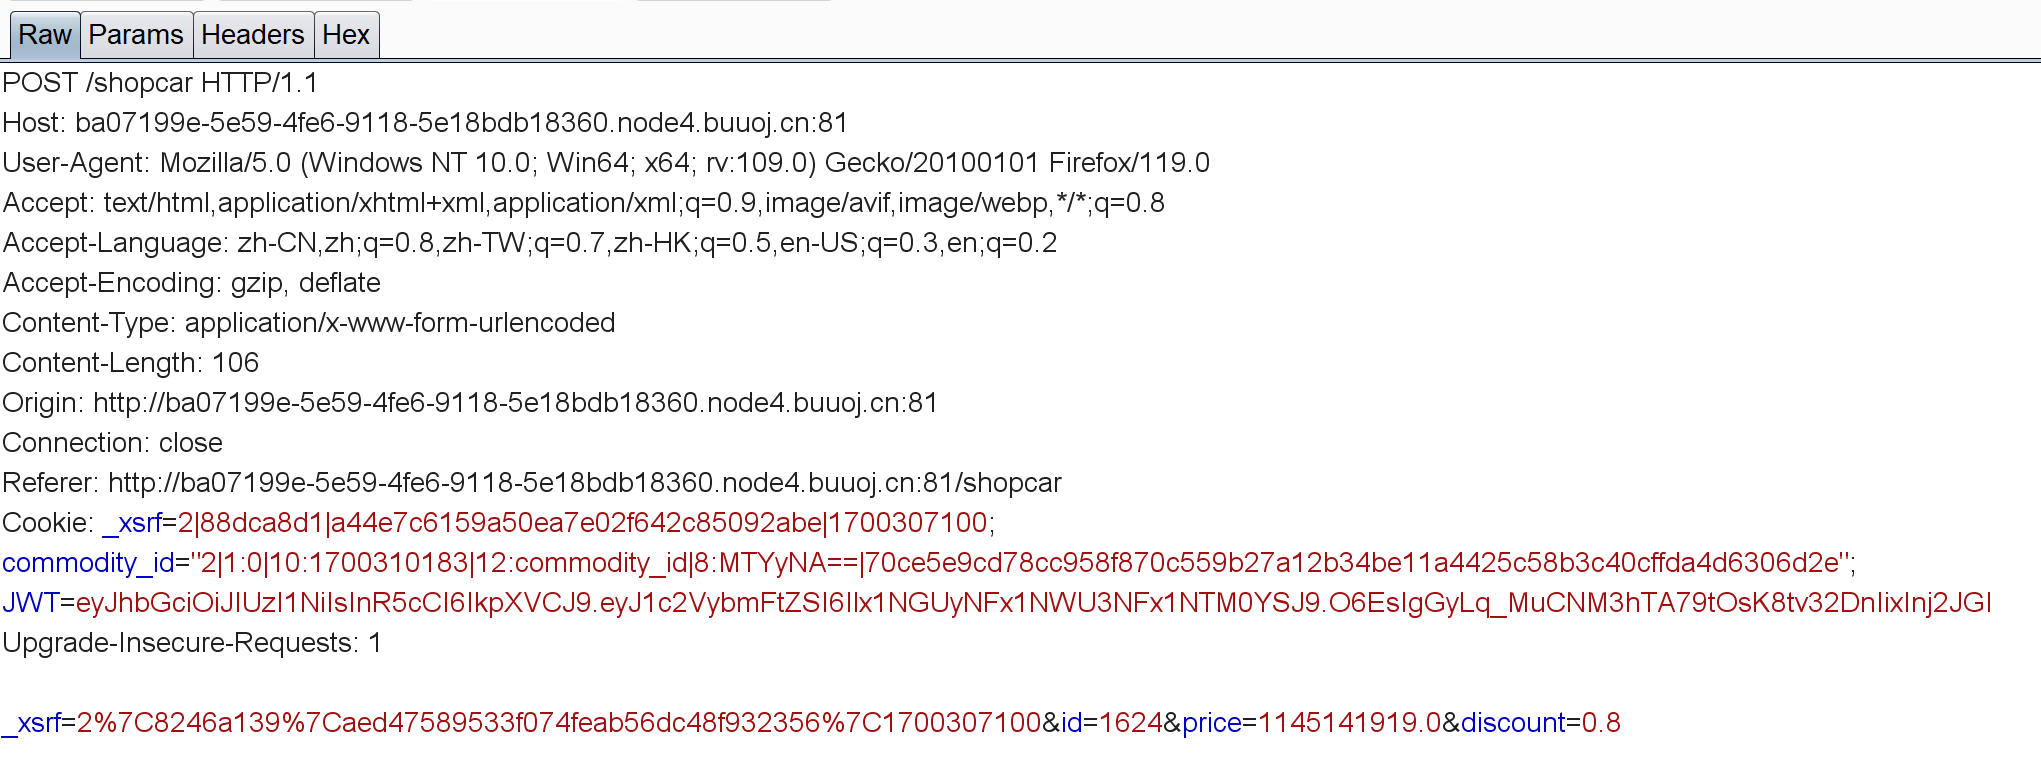 Raw Params Headers Hex
POST /shopcar HTTP/1.1
Host: ba07199e-5e59-4fe6-9118-5e18bdb18360.node4.buuoj.cn:81
User-Agent: Mozilla/5.0 (Windows NT 10.0; Win64; x64; rv:109.0) Gecko/20100101 Firefox/119.0
Accept: text/html,application/xhtml+xml,application/xml;q=0.9,image/avif,image/webp,*/*;q=0.8
Accept-Language: zh-CN,zh;q=0.8,zh-TW;q=0.7,zh-HK;q=0.5,en-US;q=0.3,en;q=0.2
Accept-Encoding: gzip, deflate
Content-Type: application/x-www-form-urlencoded
Content-Length: 106
Origin: http://ba07199e-5e59-4fe6-9118-5e18bdb18360.node4.buuoj.cn:81
Connection: close
Referer: http://ba07199e-5e59-4fe6-9118-5e18bdb18360.node4.buuoj.cn:81/shopcar
Cookie: _xsrf=2|88dca8d1|a44e7c6159a50ea7e02f642c85092abe|1700307100;
commodity_id="2|1:0|10:1700310183|12:commodity_id|8:MTYyNA==|70ce5e9cd78cc958f870c559b27a12b34be11a4425c58b3c40cffda4d6306d2e";
JWT=eyJhbGciOiJIUzI1NiIsInR5cCI6IkpXVCJ9.eyJ1c2VybmFtZSI6Ilx1NGUyNFx1NWU3NFx1NTM0YSJ9.O6EsIgGyLq_MuCNM3hTA79tOsK8tv32DnIixInj2JGI
Upgrade-Insecure-Requests: 1
_xsrf=2%7C8246a139%7Caed47589533f074feab56dc48f932356%7C1700307100&id=1624&price=1145141919.0&discount=0.8